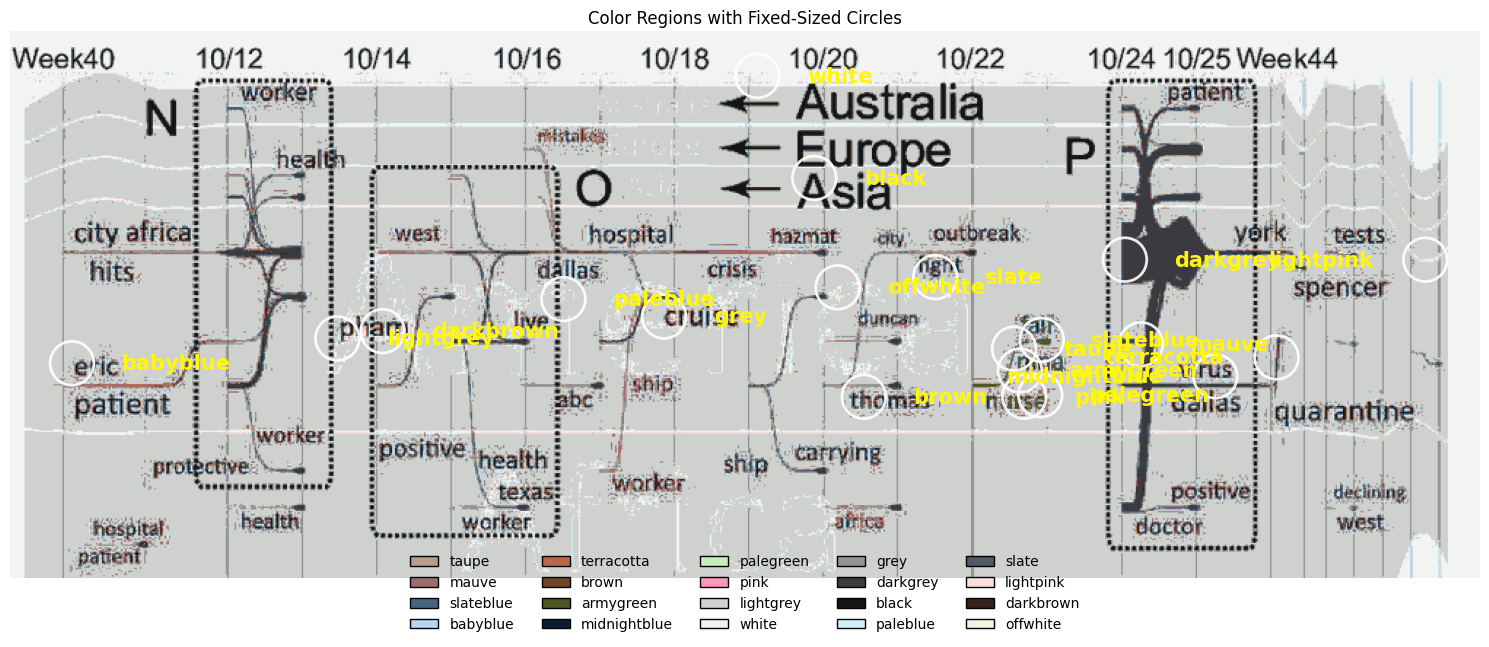 Color Regions with Fixed-Sized Circles
Week40 10/12 10/14 10/16 10/18 10/20 10/22 10/24 10/25 Week44
white
worker
patient
N
Australia
mistakes
Europe
P
health
black
O
Asia
city africa
west
hospital
hazmat
city
outbreak
york
tests
hits
dallas
crisis
night
slate
darkgrey
lightpink
offwhite
spencer
paleblue
pham
live
cruise
grey
duncan
lightgrey
darkbrown
fall
slateblue
mauve
taupe
terracotta
eric
babyblue
nina
armygreen
virus
midnightblue
ship
patient
abc
thomas
brown
nurse
pink
palegreen
dallas
quarantine
worker
positive
health
protective
ship
carrying
worker
texas
positive
declining
health
worker
africa
doctor
west
hospital
patient
taupe terracotta palegreen grey slate
mauve brown pink darkgrey lightpink
slateblue armygreen lightgrey black darkbrown
babyblue midnightblue white paleblue offwhite